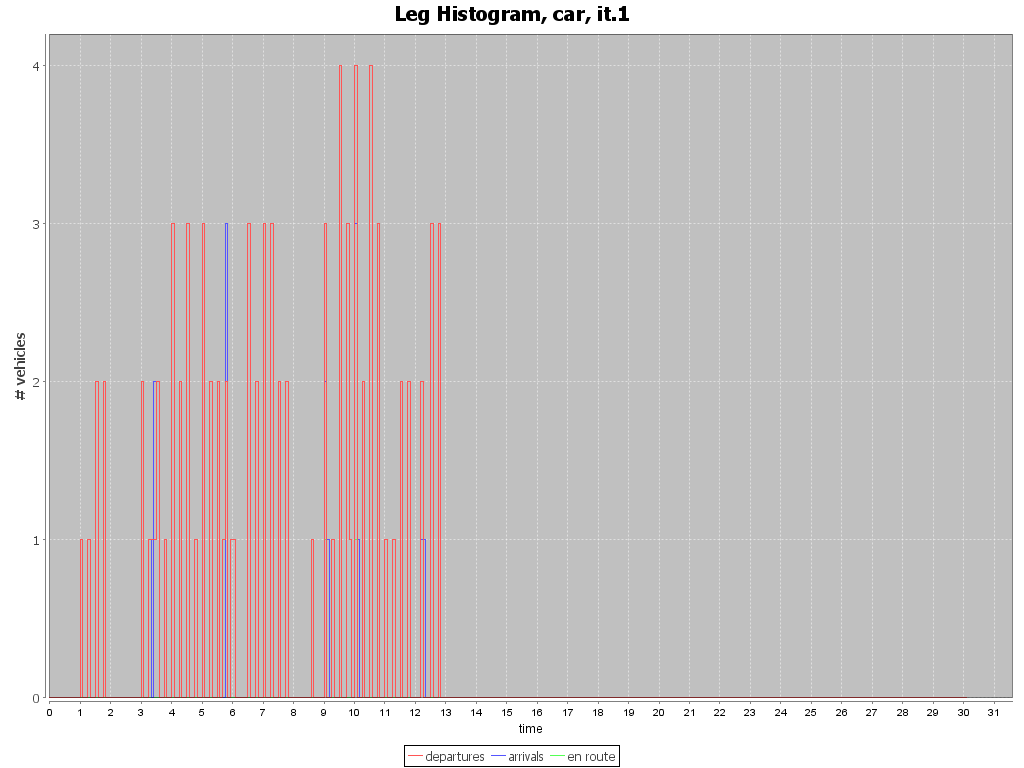 Leg Histogram, car, it.1
4
3
2
1
0
# vehicles
0 1 2 3 4 5 6 7 8 9 10 11 12 13 14 15 16 17 18 19 20 21 22 23 24 25 26 27 28 29 30 31
time
departures arrivals en route